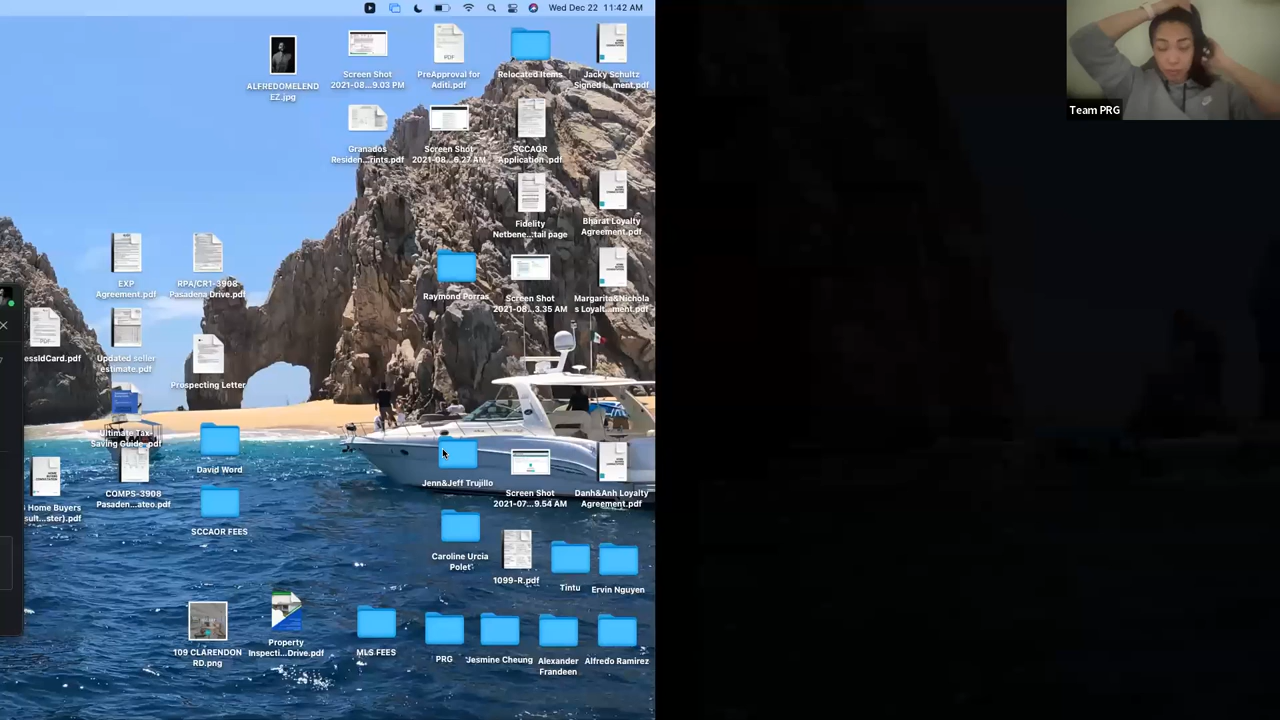 Wed Dec 22 11:42 AM
Team PRG
ALFREDOMELEND
EZ.jpg
Screen Shot
2021-08...9.03 PM
PreApproval for
Aditi.pdf
Relocated Items
Jacky Schultz
Signed l...ment.pdf
Granados
Residen...rints.pdf
Screen Shot
2021-08...6.27 AM
SCCAOR
Application .pdf
Fidelity
Netbene...tail page
Bharat Loyalty
Agreement.pdf
EXP
Agreement.pdf
RPA/CR1-3908
Pasadena Drive.pdf
Raymond Porras
Screen Shot
2021-08...3.35 AM
Margarita&Nichola
s Loyalt...ment.pdf
essIdCard.pdf
Updated seller
estimate.pdf
Prospecting Letter
Ultimate Tax-
Saving Guide .pdf
David Word
Jenn&Jeff Trujillo
Screen Shot
2021-07...9.54 AM
Danh&Anh Loyalty
Agreement.pdf
Home Buyers
sult...ster).pdf
COMPS-3908
Pasaden...ateo.pdf
SCCAOR FEES
Caroline Urcia
Polet
1099-R.pdf
Tintu
Ervin Nguyen
109 CLARENDON
RD.png
Property
Inspecti...Drive.pdf
MLS FEES
PRG
Jesmine Cheung
Alexander
Frandeen
Alfredo Ramirez